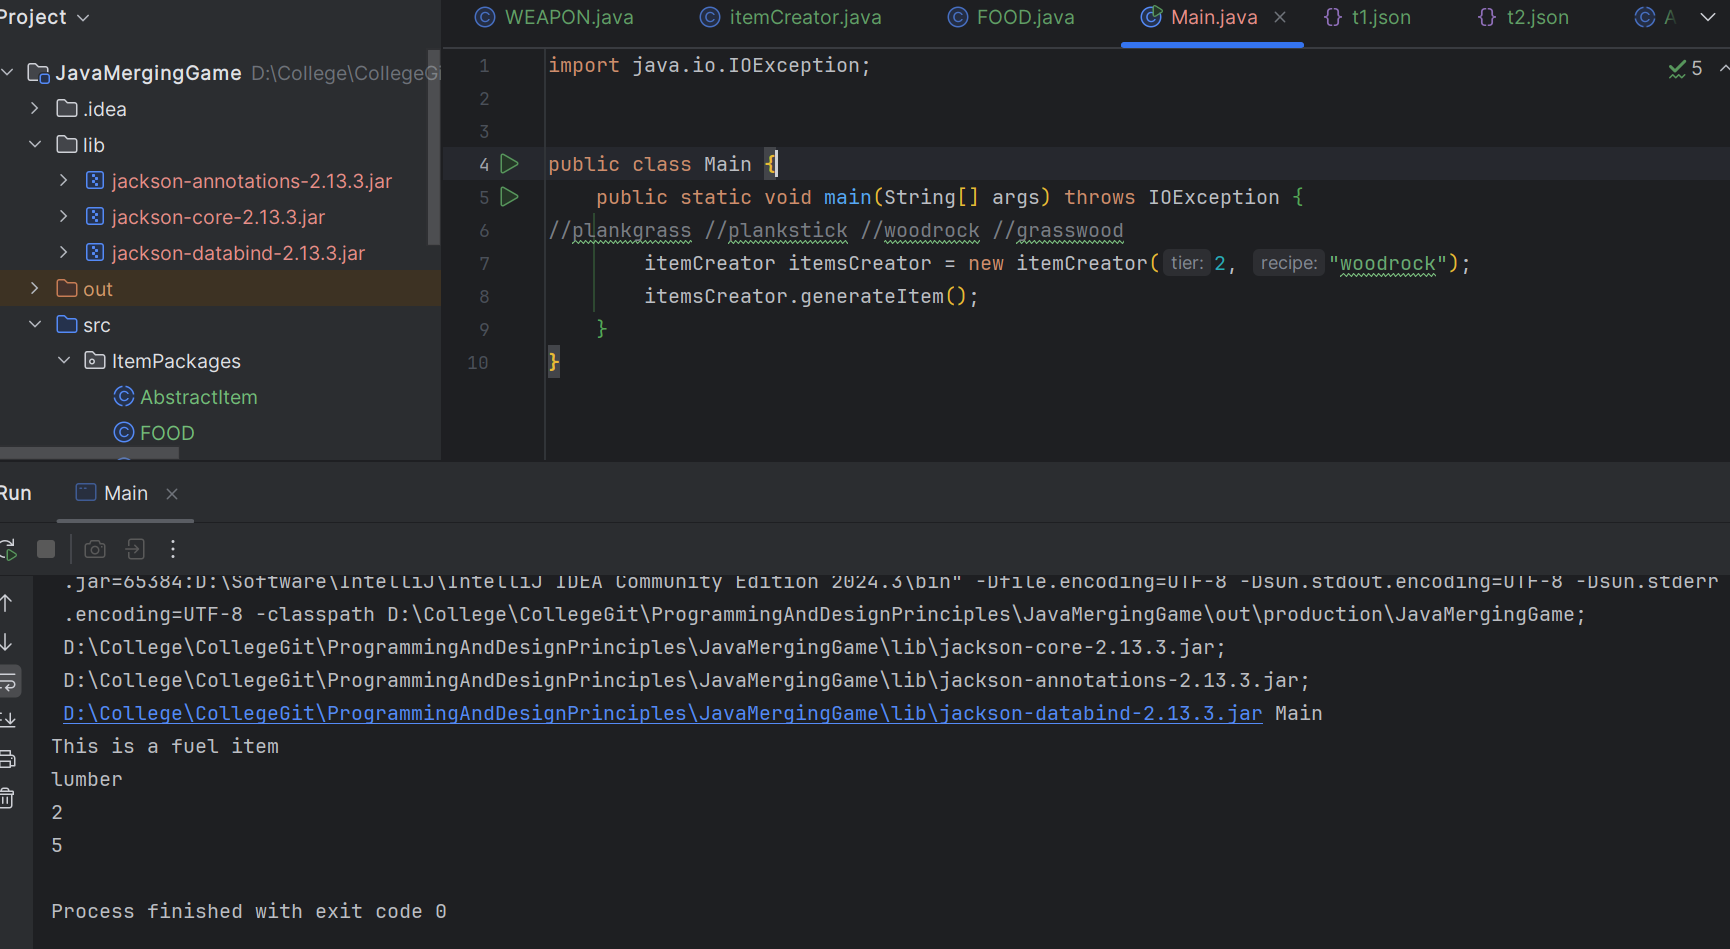 Project
JavaMergingGame D:\College\CollegeGi
.idea
lib
jackson-annotations-2.13.3.jar
jackson-core-2.13.3.jar
jackson-databind-2.13.3.jar
out
src
ItemPackages
AbstractItem
FOOD
WEAPON.java itemCreator.java FOOD.java Main.java t1.json t2.json A
5
1 import java.io.IOException;
2
3
4 public class Main {
5 public static void main(String[] args) throws IOException {
6 //plankgrass //plankstick //woodrock //grasswood
7 itemCreator itemsCreator = new itemCreator( tier: 2, recipe: "woodrock");
8 itemsCreator.generateItem();
9 }
10 }
Run Main
.jar=65384:D:\Software\IntelliJ\IntelliJ IDEA Community Edition 2024.3\bin" -Dfile.encoding=UTF-8 -Dsun.stdout.encoding=UTF-8 -Dsun.stderr
.encoding=UTF-8 -classpath D:\College\CollegeGit\ProgrammingAndDesignPrinciples\JavaMergingGame\out\production\JavaMergingGame;
D:\College\CollegeGit\ProgrammingAndDesignPrinciples\JavaMergingGame\lib\jackson-core-2.13.3.jar;
D:\College\CollegeGit\ProgrammingAndDesignPrinciples\JavaMergingGame\lib\jackson-annotations-2.13.3.jar;
D:\College\CollegeGit\ProgrammingAndDesignPrinciples\JavaMergingGame\lib\jackson-databind-2.13.3.jar Main
This is a fuel item
lumber
2
5
Process finished with exit code 0